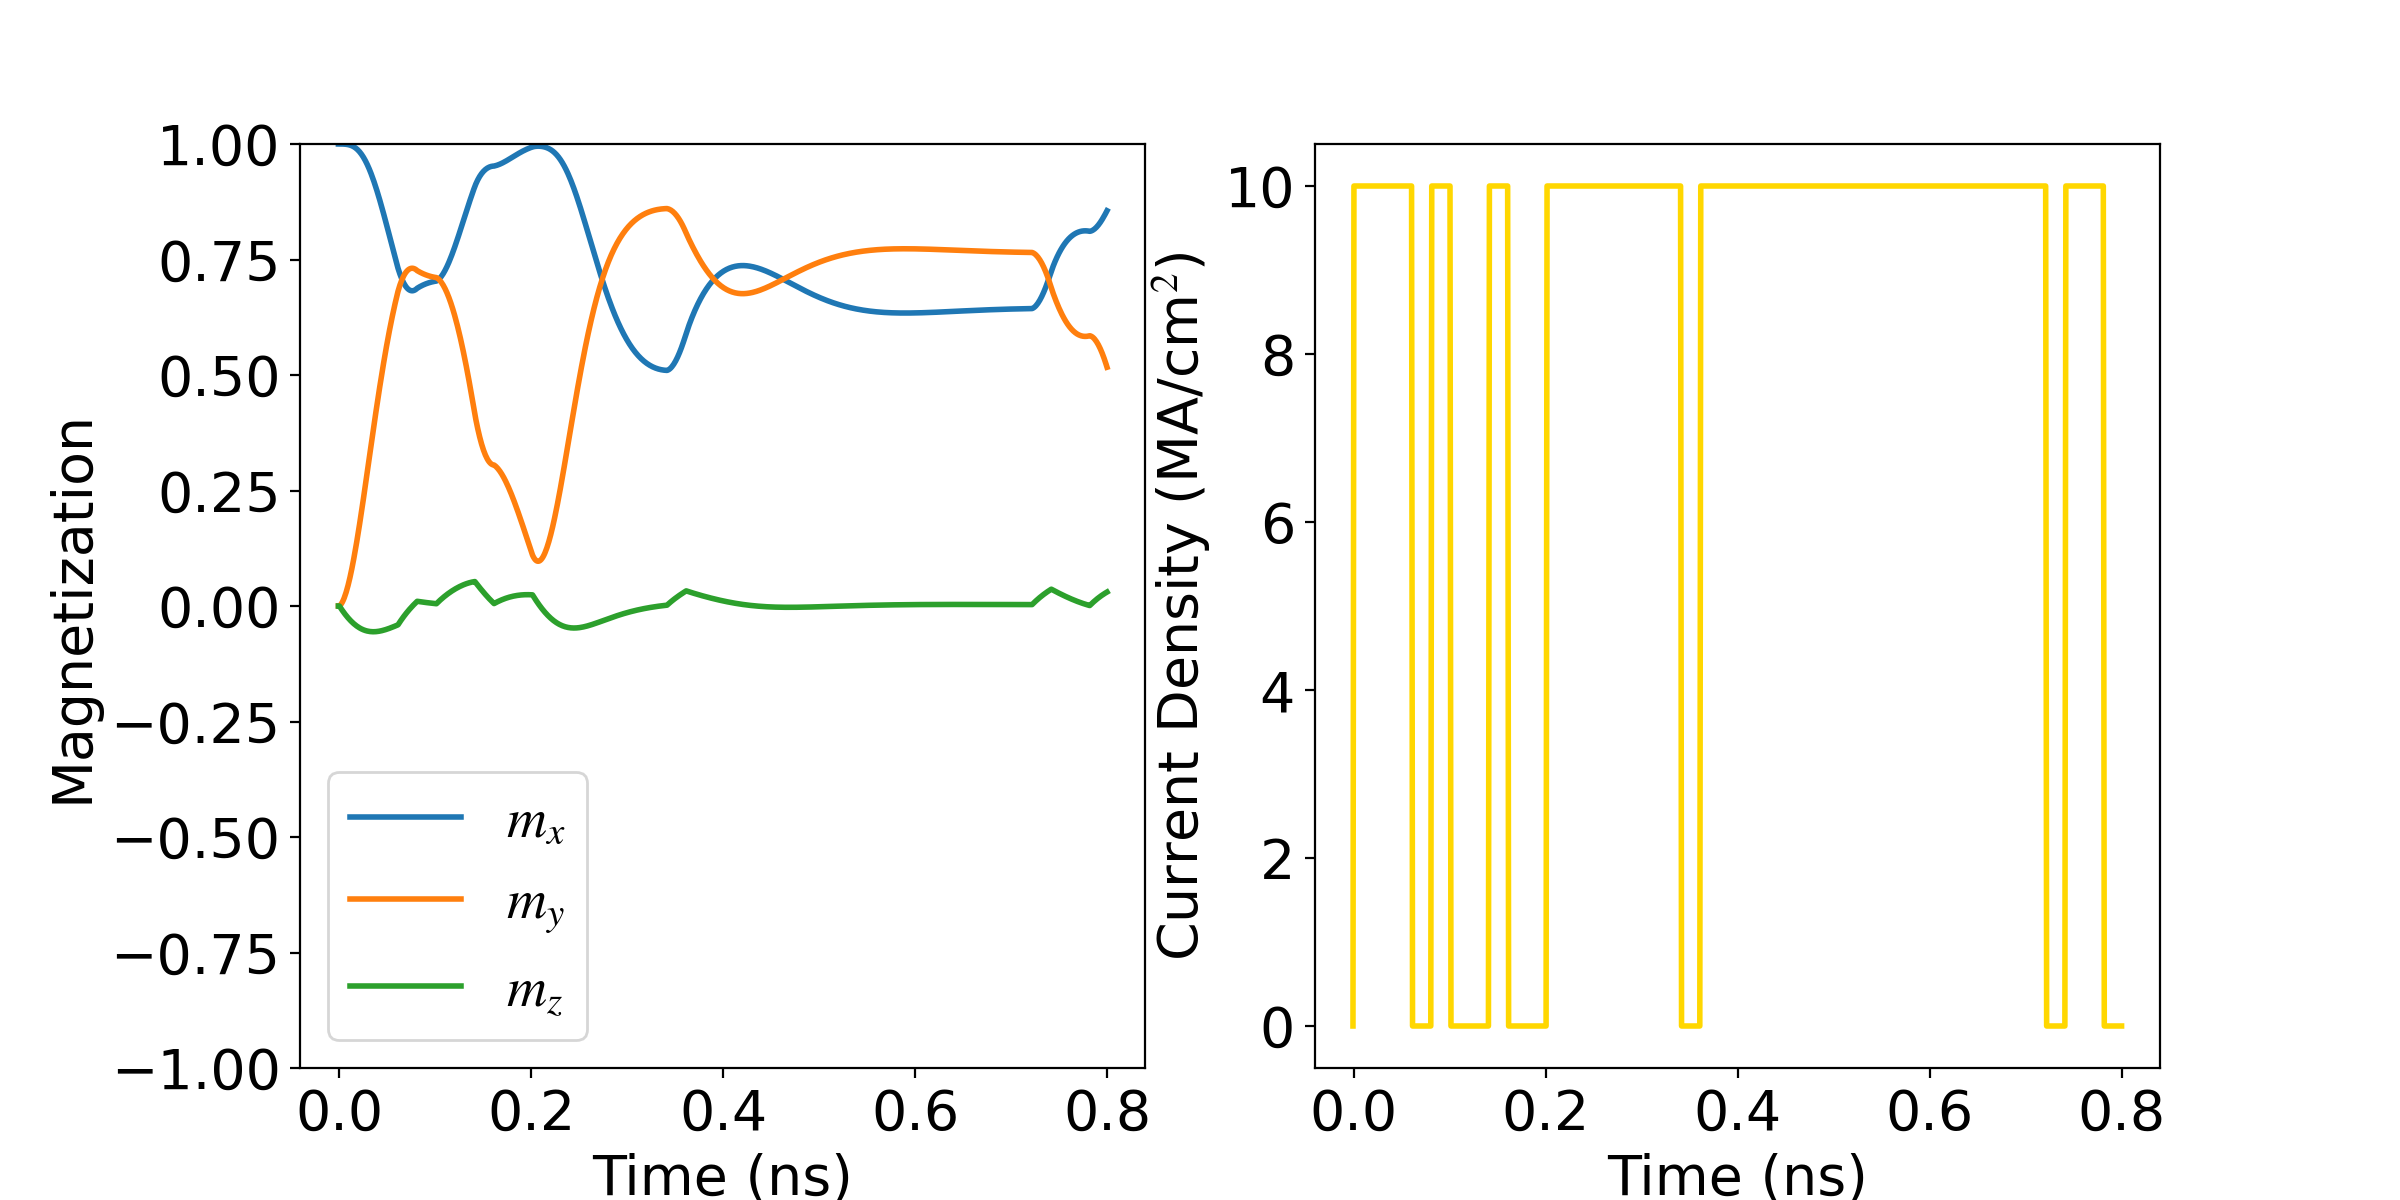 1.00
0.75
0.50
0.25
0.00
−0.25
−0.50
−0.75
−1.00
Magnetization
m_x
m_y
m_z
0.0 0.2 0.4 0.6 0.8
Time (ns)
10
8
6
4
2
0
Current Density (MA/cm²)
0.0 0.2 0.4 0.6 0.8
Time (ns)